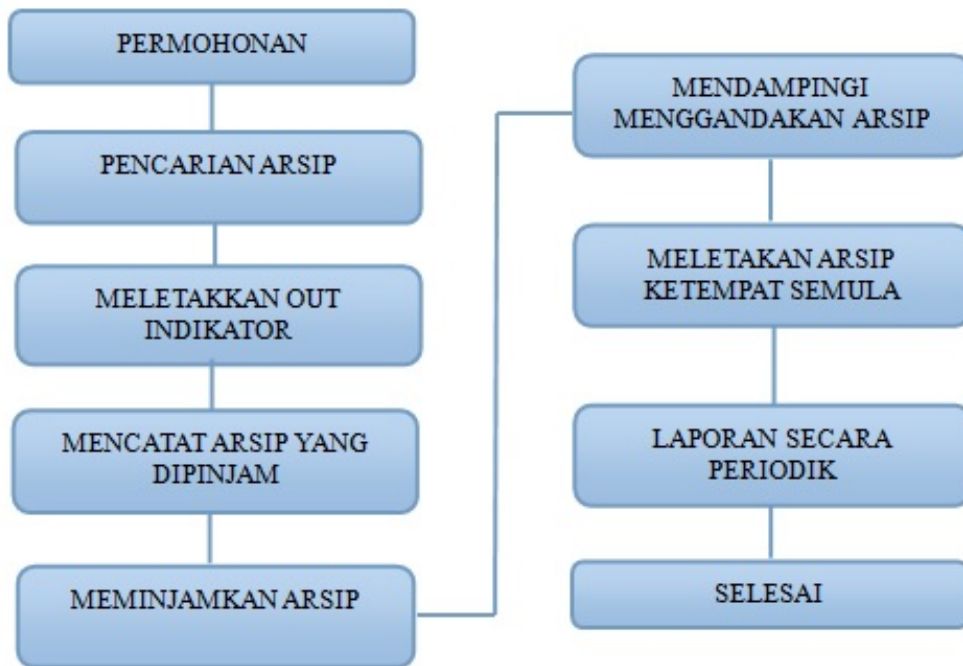 PERMOHONAN
PENCARIAN ARSIP
MELETAKKAN OUT
INDIKATOR
MENCATAT ARSIP YANG
DIPINJAM
MEMINJAMKAN ARSIP
MENDAMPINGI
MENGGANDAKAN ARSIP
MELETAKAN ARSIP
KETEMPAT SEMULA
LAPORAN SECARA
PERIODIK
SELESAI